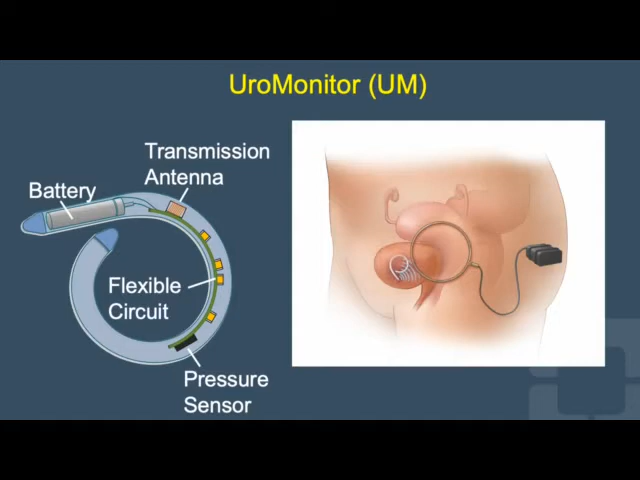 UroMonitor (UM)
Transmission
Antenna
Battery
Flexible
Circuit
Pressure
Sensor